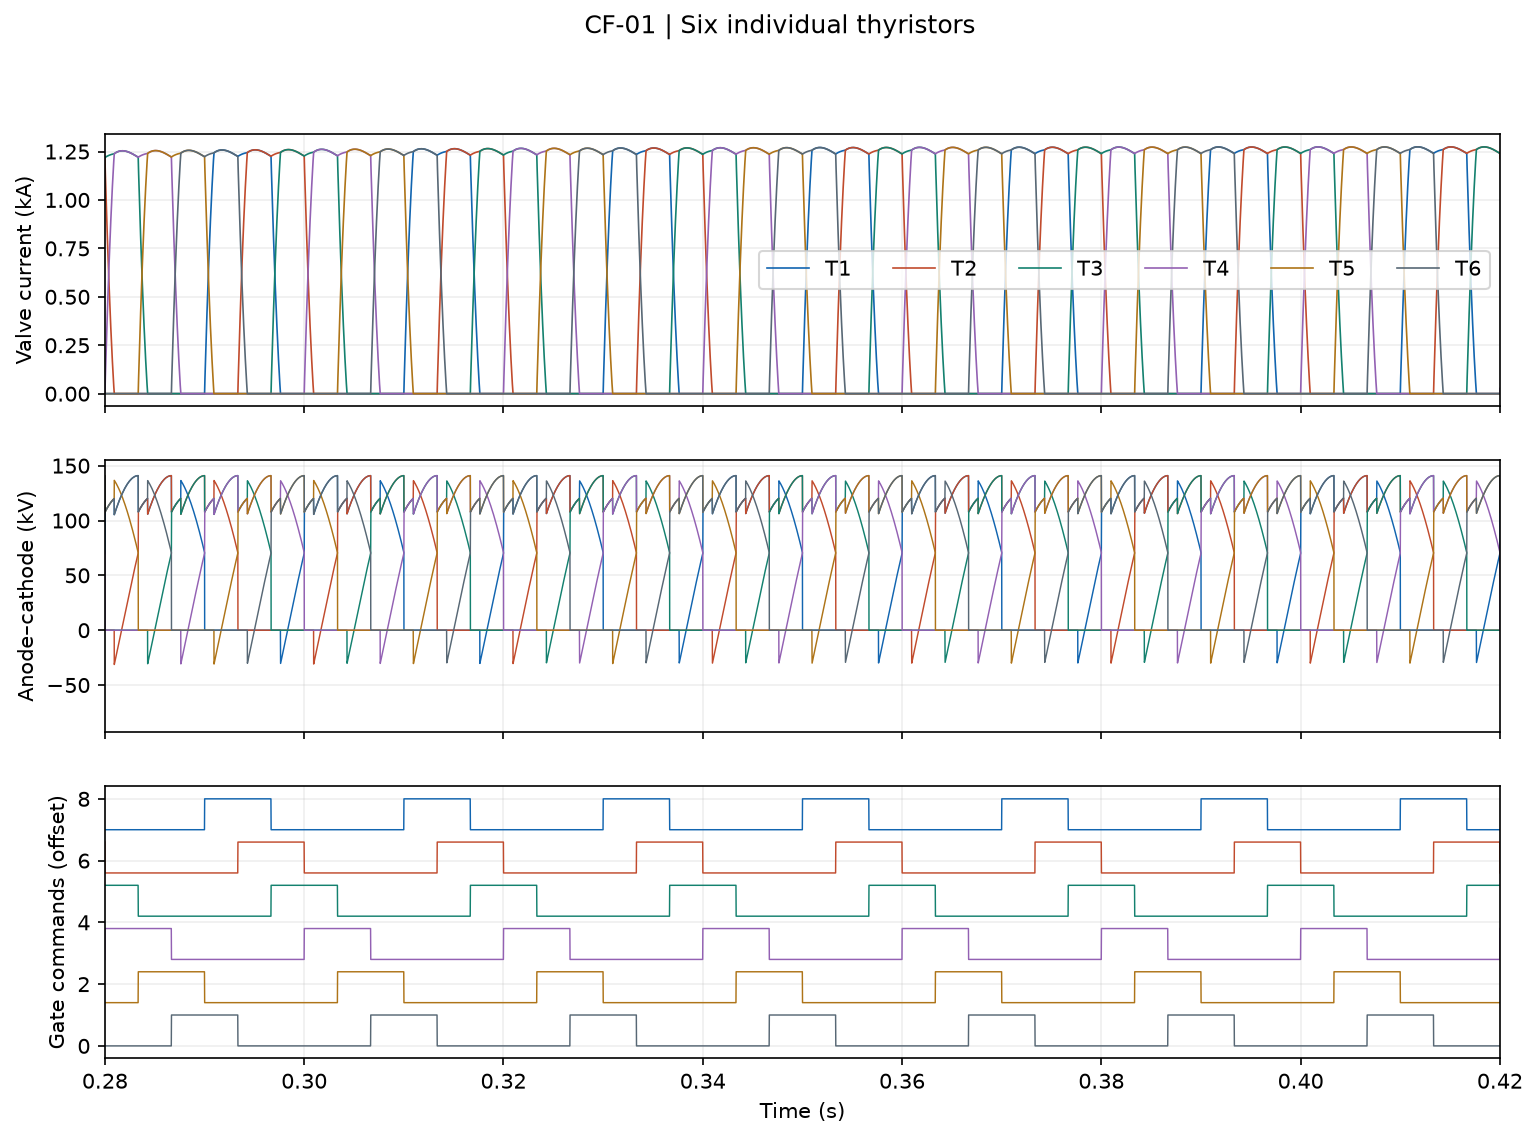 CF-01 | Six individual thyristors
Valve current (kA)
1.25
1.00
0.75
0.50
0.25
0.00
T1 T2 T3 T4 T5 T6
Anode–cathode (kV)
150
100
50
0
−50
Gate commands (offset)
8
6
4
2
0
0.28 0.30 0.32 0.34 0.36 0.38 0.40 0.42
Time (s)